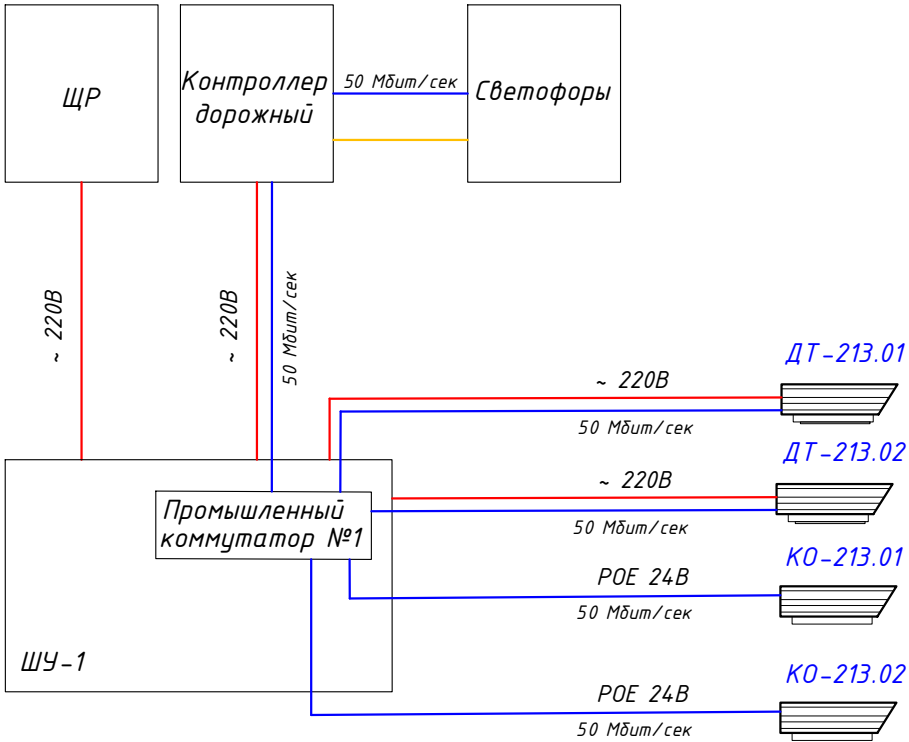 ЩР
Контроллер
дорожный
50 Мбит/сек
Светофоры
~ 220В
~ 220В
50 Мбит/сек
ДТ-213.01
~ 220В
50 Мбит/сек
ДТ-213.02
~ 220В
50 Мбит/сек
Промышленный
коммутатор №1
КО-213.01
POE 24В
50 Мбит/сек
ШУ-1
КО-213.02
POE 24В
50 Мбит/сек